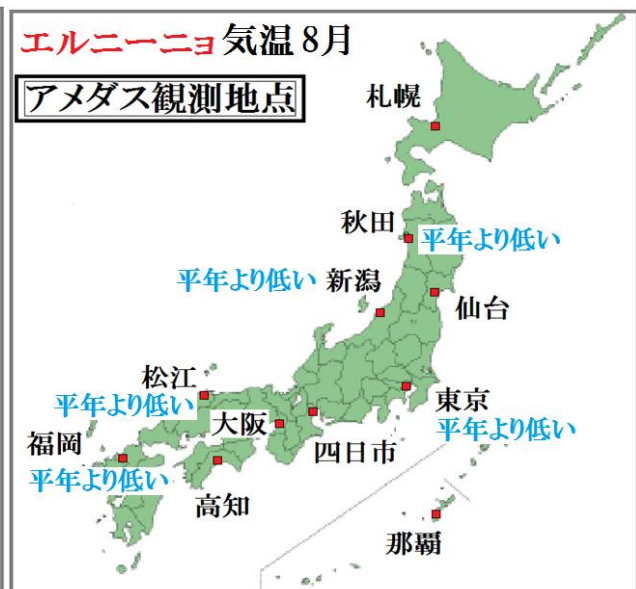 エルニーニョ気温8月
アメダス観測地点
札幌
秋田
平年より低い
平年より低い
新潟
仙台
松江
平年より低い
大阪
東京
平年より低い
四日市
福岡
平年より低い
高知
那覇